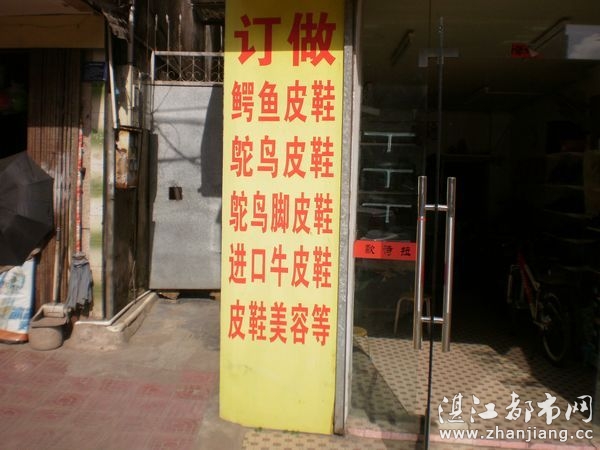 订做
鳄鱼皮鞋
鸵鸟皮鞋
鸵鸟脚皮鞋
进口牛皮鞋
皮鞋美容等
湛江都市网
www.zhanjiang.cc